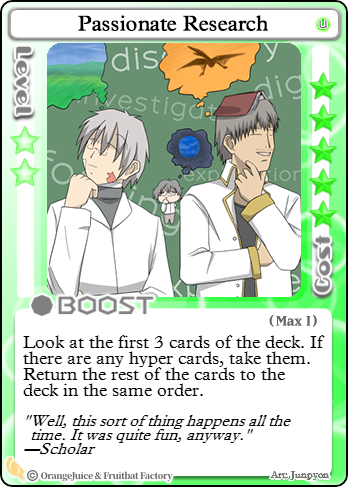 Passionate Research
U
Level
Cost
BOOST
(Max 1)
Look at the first 3 cards of the deck. If
there are any hyper cards, take them.
Return the rest of the cards to the
deck in the same order.
"Well, this sort of thing happens all the
time. It was quite fun, anyway."
—Scholar
© OrangeJuice & Fruitbat Factory
Art: Junpyon